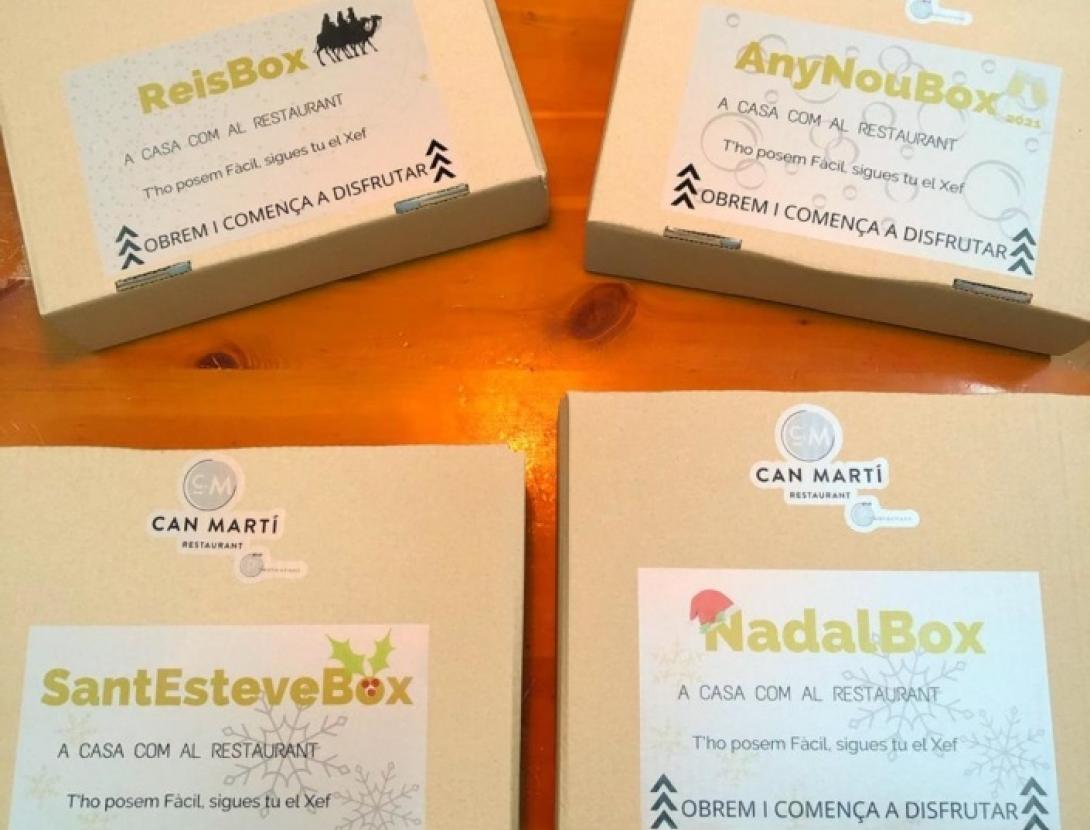 ReisBox
A CASA COM AL RESTAURANT
T'ho posem Fàcil, sigues tu el Xef
OBREM I COMENÇA A DISFRUTAR
AnyNouBox
2021
A CASA COM AL RESTAURANT
T'ho posem Fàcil, sigues tu el Xef
OBREM I COMENÇA A DISFRUTAR
CM
CAN MARTÍ
RESTAURANT
SantEsteveBox
A CASA COM AL RESTAURANT
T'ho posem Fàcil, sigues tu el Xef
CM
CAN MARTÍ
RESTAURANT
NadalBox
A CASA COM AL RESTAURANT
T'ho posem Fàcil, sigues tu el Xef
OBREM I COMENÇA A DISFRUTAR